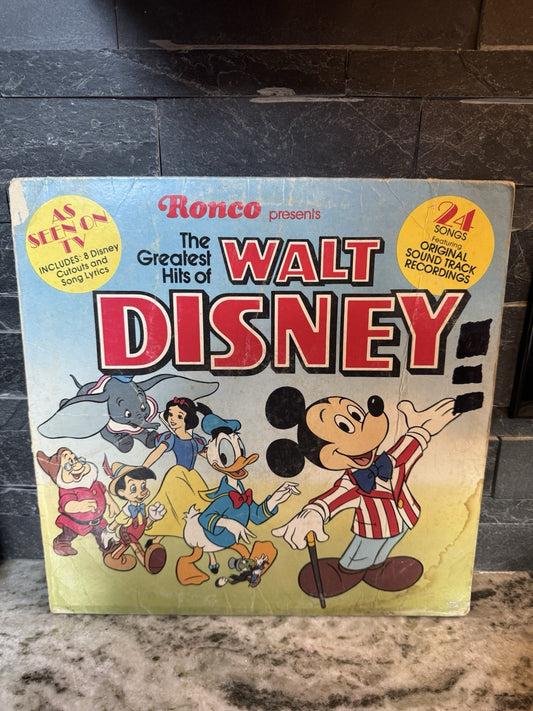 Ronco presents
AS
SEEN ON
TV
INCLUDES: 8 Disney
Cutouts and
Song Lyrics
The
Greatest
Hits of
WALT
DISNEY
24
SONGS
Featuring
ORIGINAL
SOUND TRACK
RECORDINGS